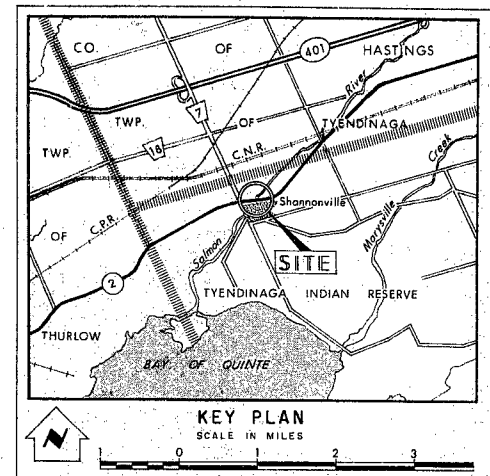 CO. OF HASTINGS
401
River
7
TWP. OF TYENDINAGA
18
TWP.
C.N.R.
Creek
Shannonville
C.P.R.
OF
Salmon
Marysville
SITE
2
TYENDINAGA INDIAN RESERVE
THURLOW
BAY OF QUINTE
N
KEY PLAN
SCALE IN MILES
1 0 1 2 3